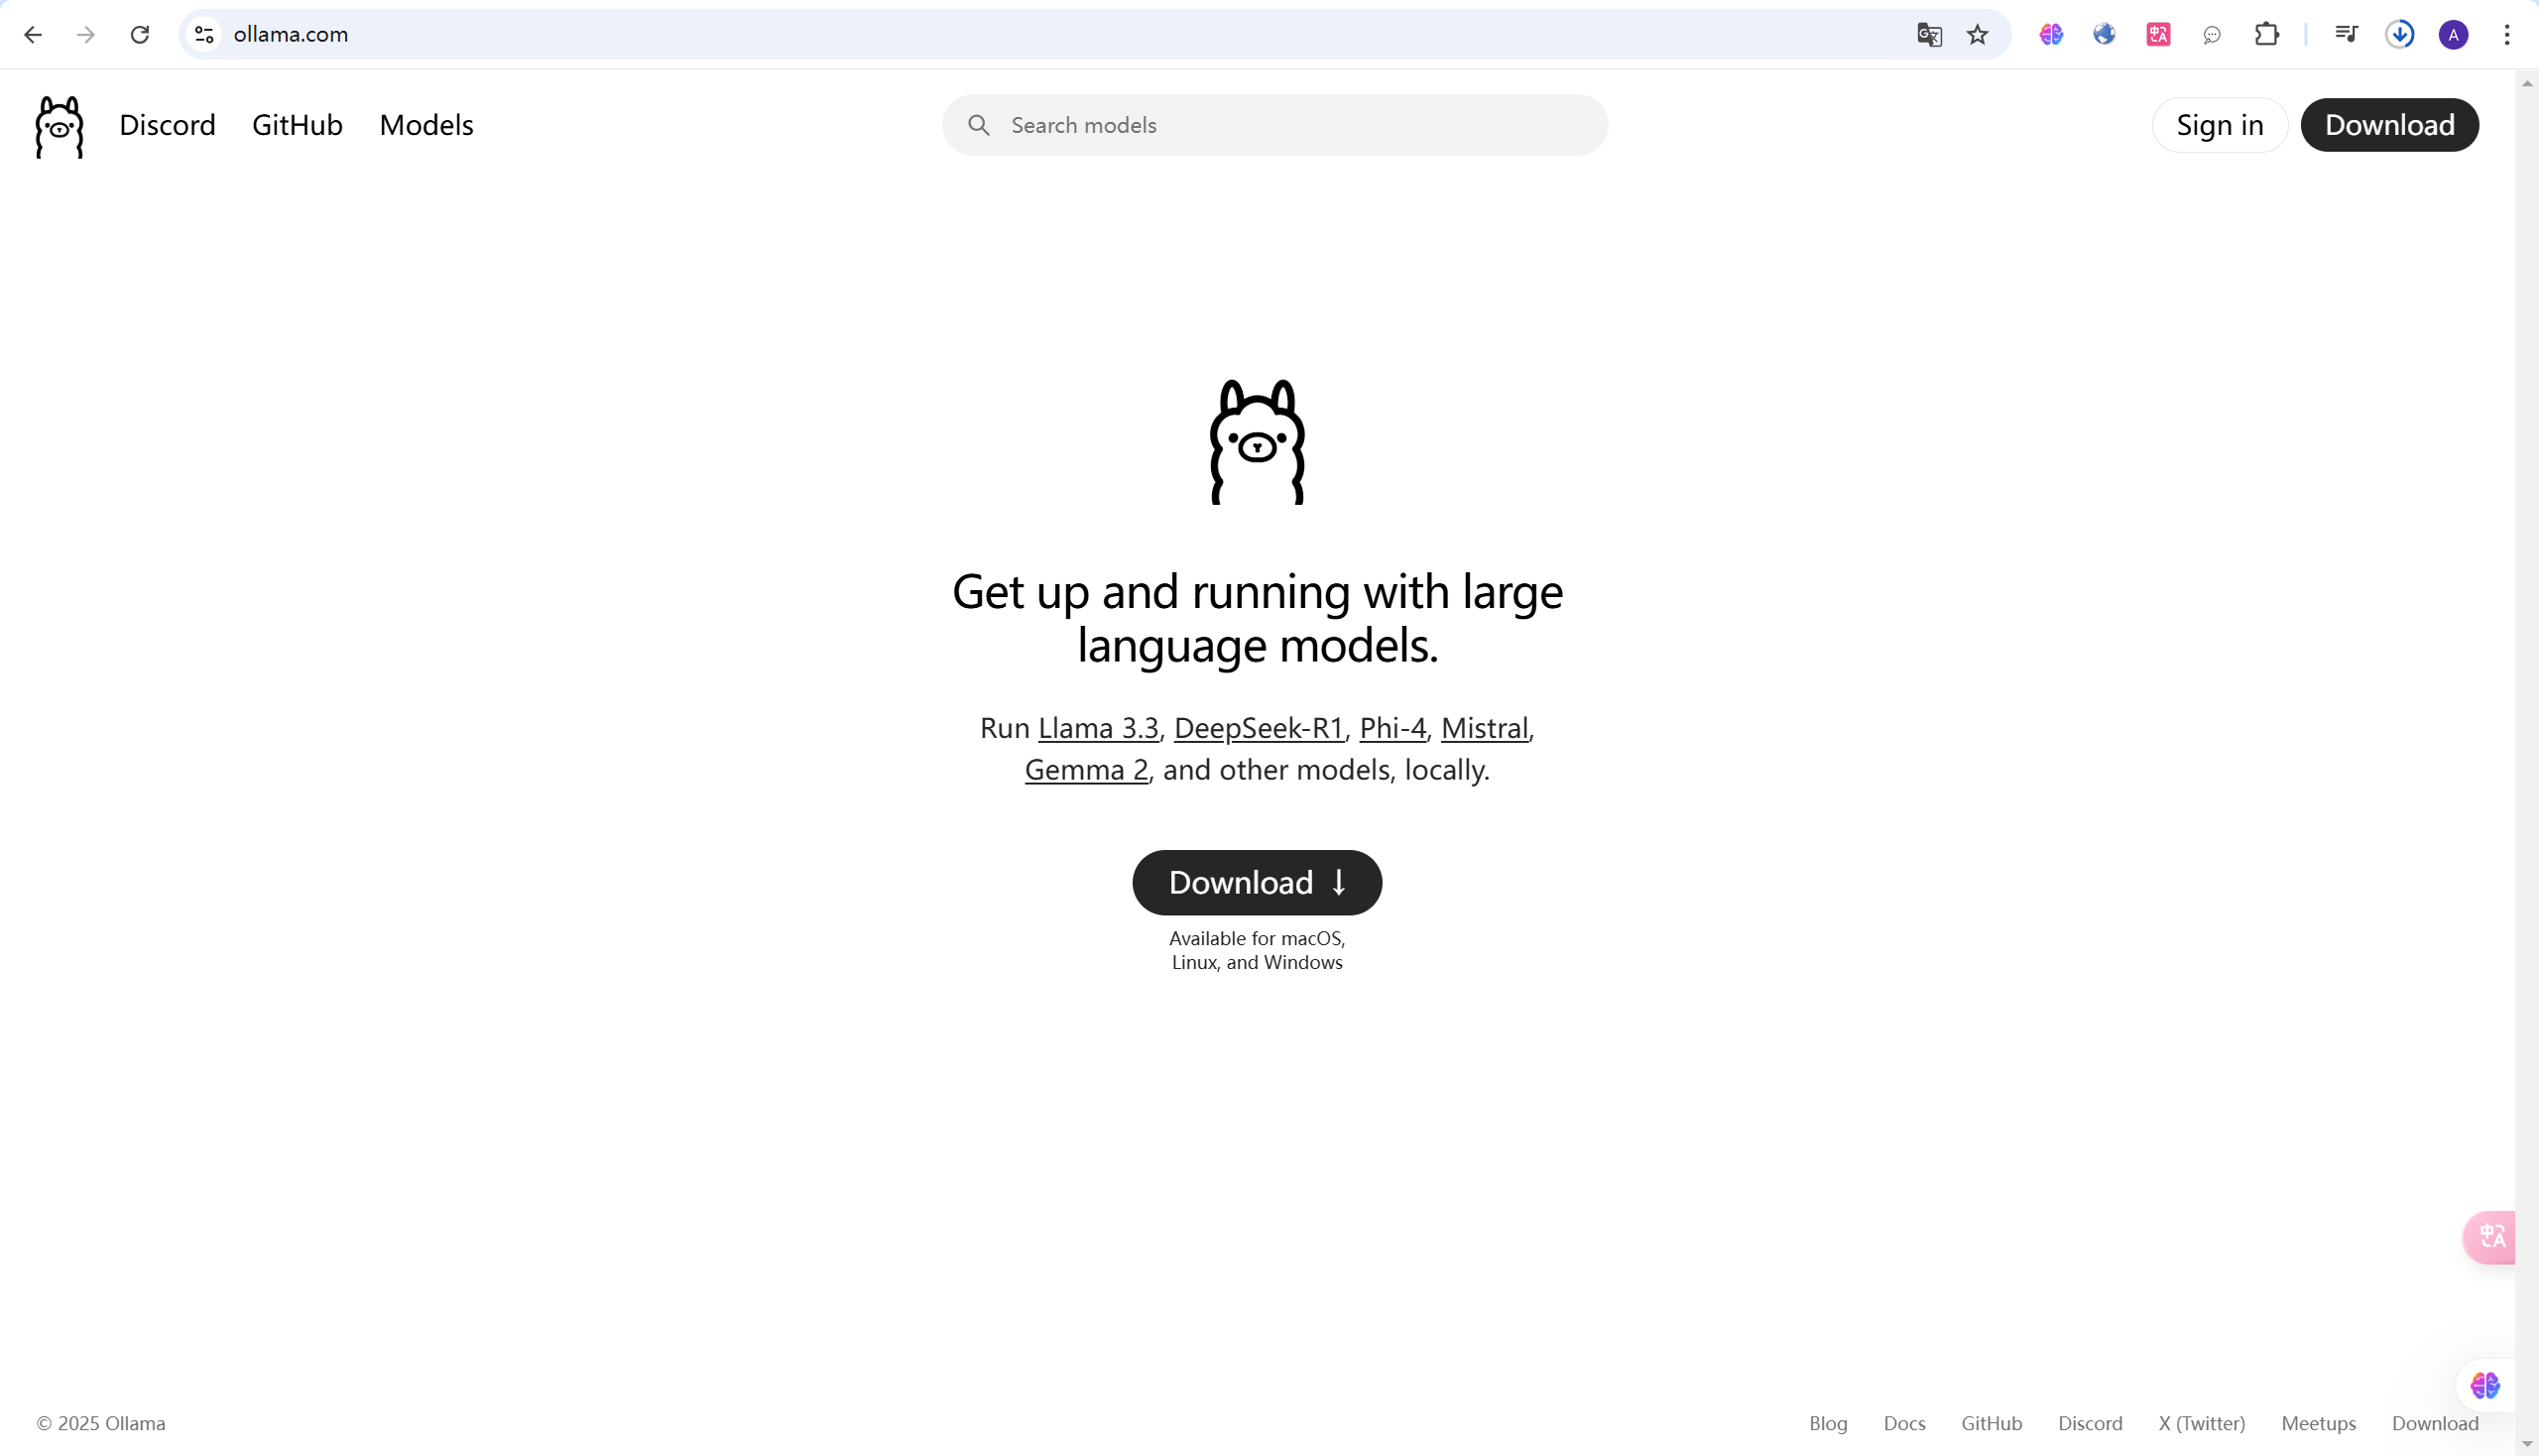 ollama.com
A
Discord GitHub Models
Search models
Sign in Download
Get up and running with large
language models.
Run Llama 3.3, DeepSeek-R1, Phi-4, Mistral,
Gemma 2, and other models, locally.
Download ↓
Available for macOS,
Linux, and Windows
中A
© 2025 Ollama
Blog Docs GitHub Discord X (Twitter) Meetups Download